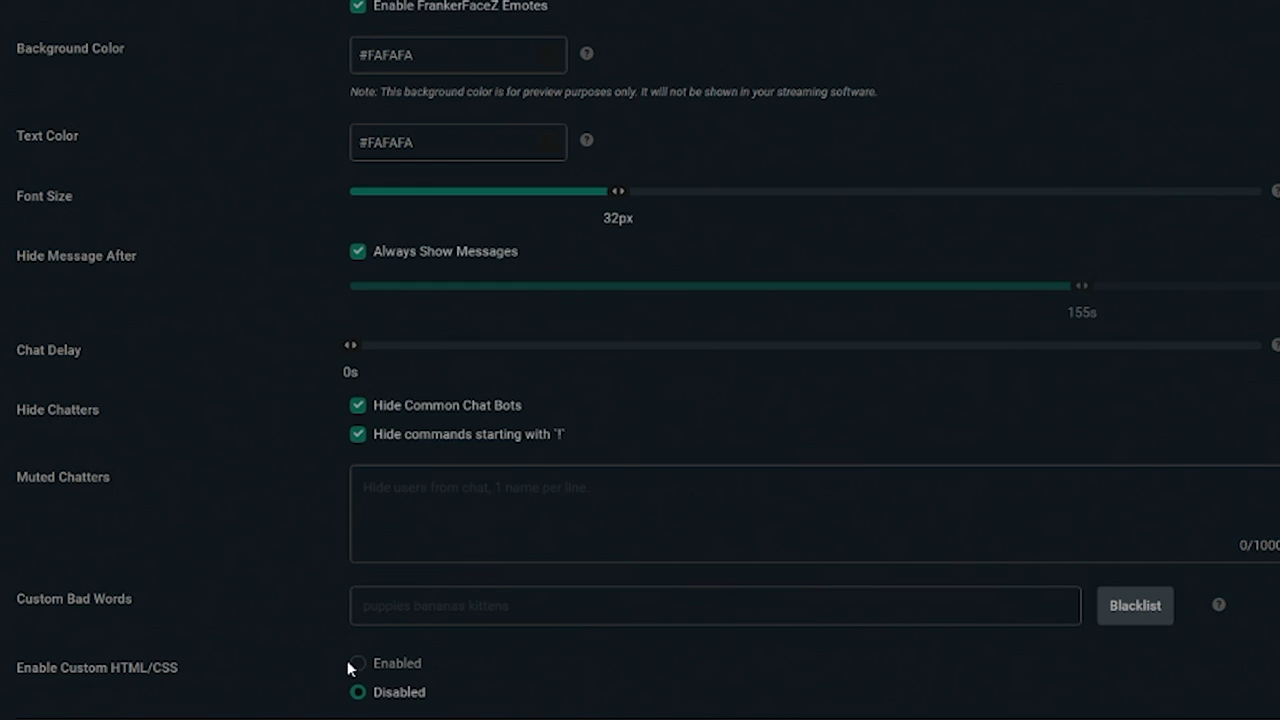 Enable FrankerFaceZ Emotes
Background Color
#FAFAFA
Note: This background color is for preview purposes only. It will not be shown in your streaming software.
Text Color
#FAFAFA
Font Size
32px
Hide Message After
Always Show Messages
155s
Chat Delay
0s
Hide Chatters
Hide Common Chat Bots
Hide commands starting with `!`
Muted Chatters
Hide users from chat, 1 name per line.
0/1000
Custom Bad Words
puppies bananas kittens
Blacklist
Enable Custom HTML/CSS
Enabled
Disabled